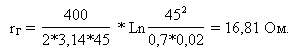 r_Г = 400 / 2*3,14*45 * Ln 45² / 0,7*0,02 = 16,81 Ом.